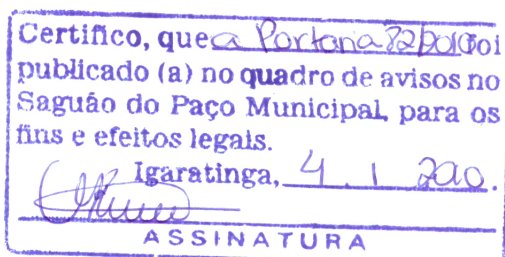 Certifico, que a Portaria 82/2010 foi
publicado (a) no quadro de avisos no
Saguão do Paço Municipal, para os
fins e efeitos legais.
Igaratinga, 4 . 1 .
ASSINATURA